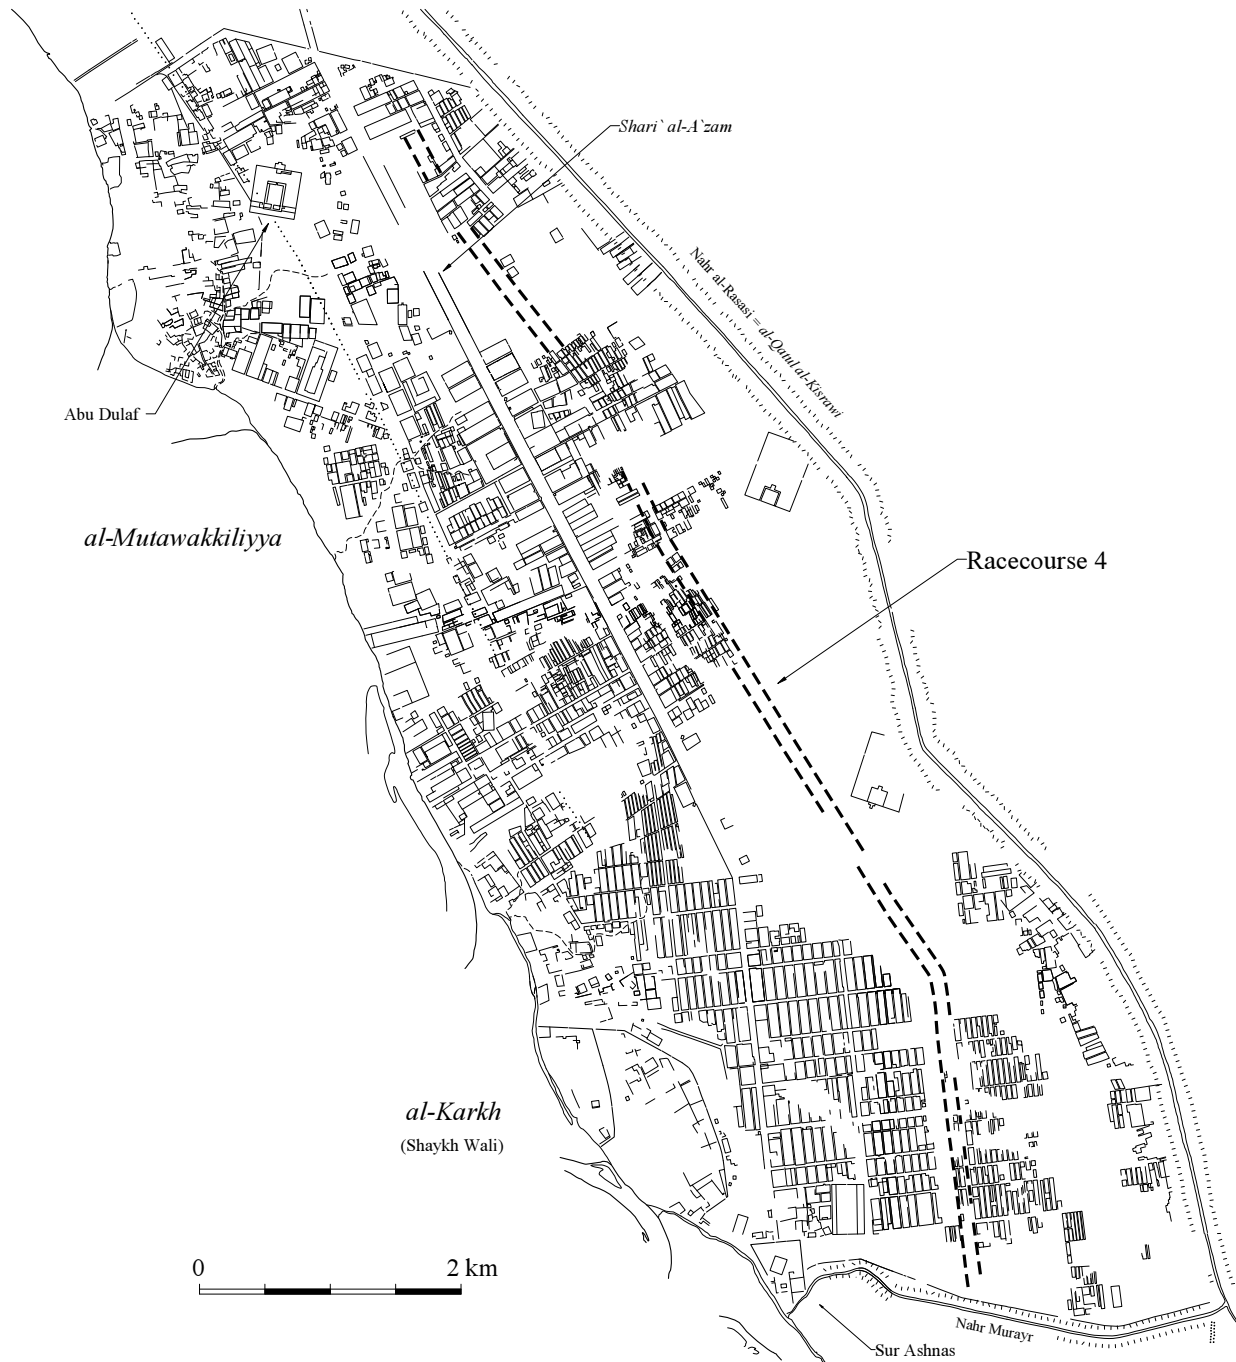 Shari` al-A`zam
Nahr al-Rasasi = al-Qatul al-Kisrawi
Abu Dulaf
al-Mutawakkiliyya
Racecourse 4
al-Karkh
(Shaykh Wali)
0 2 km
Nahr Murayr
Sur Ashnas